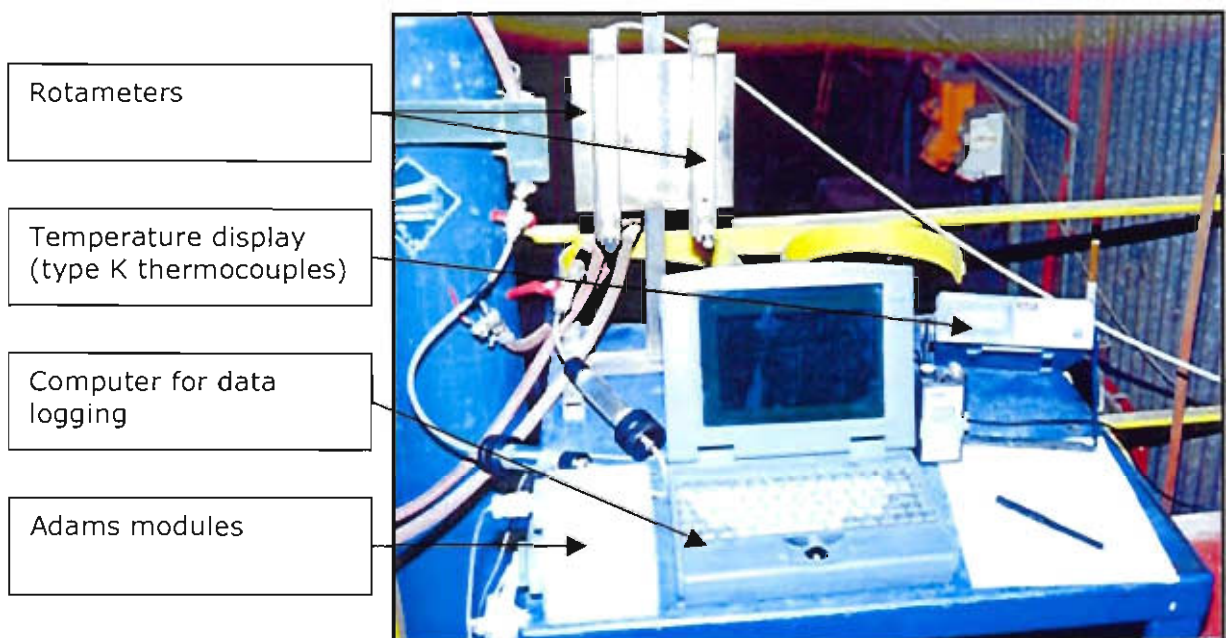 Rotameters
Temperature display
(type K thermocouples)
Computer for data
logging
Adams modules